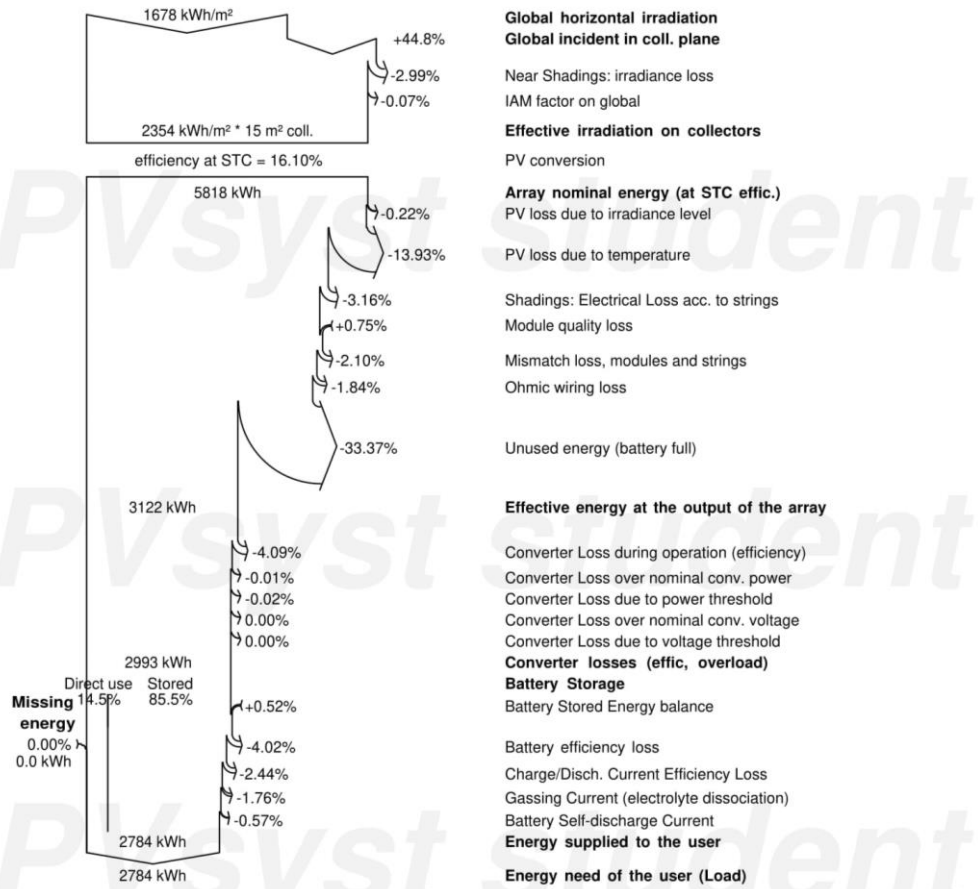 1678 kWh/m² Global horizontal irradiation
+44.8% Global incident in coll. plane
-2.99% Near Shadings: irradiance loss
-0.07% IAM factor on global
2354 kWh/m² * 15 m² coll. Effective irradiation on collectors
efficiency at STC = 16.10% PV conversion
5818 kWh Array nominal energy (at STC effic.)
-0.22% PV loss due to irradiance level
PVsyst student
-13.93% PV loss due to temperature
-3.16% Shadings: Electrical Loss acc. to strings
+0.75% Module quality loss
-2.10% Mismatch loss, modules and strings
-1.84% Ohmic wiring loss
-33.37% Unused energy (battery full)
3122 kWh Effective energy at the output of the array
PVsyst student
-4.09% Converter Loss during operation (efficiency)
-0.01% Converter Loss over nominal conv. power
-0.02% Converter Loss due to power threshold
0.00% Converter Loss over nominal conv. voltage
0.00% Converter Loss due to voltage threshold
2993 kWh Converter losses (effic, overload)
Direct use Stored Battery Storage
Missing 14.5% 85.5% +0.52% Battery Stored Energy balance
energy
0.00% -4.02% Battery efficiency loss
0.0 kWh
-2.44% Charge/Disch. Current Efficiency Loss
-1.76% Gassing Current (electrolyte dissociation)
-0.57% Battery Self-discharge Current
2784 kWh Energy supplied to the user
PVsyst student
2784 kWh Energy need of the user (Load)